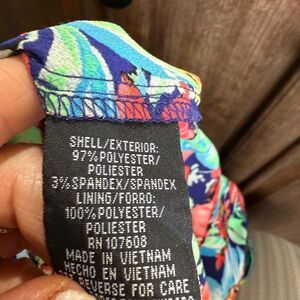 SHELL/EXTERIOR:
97% POLYESTER/
POLIESTER
3% SPANDEX/SPANDEX
LINING/FORRO:
100% POLYESTER/
POLIESTER
RN 107608
MADE IN VIETNAM
HECHO EN VIETNAM
REVERSE FOR CARE